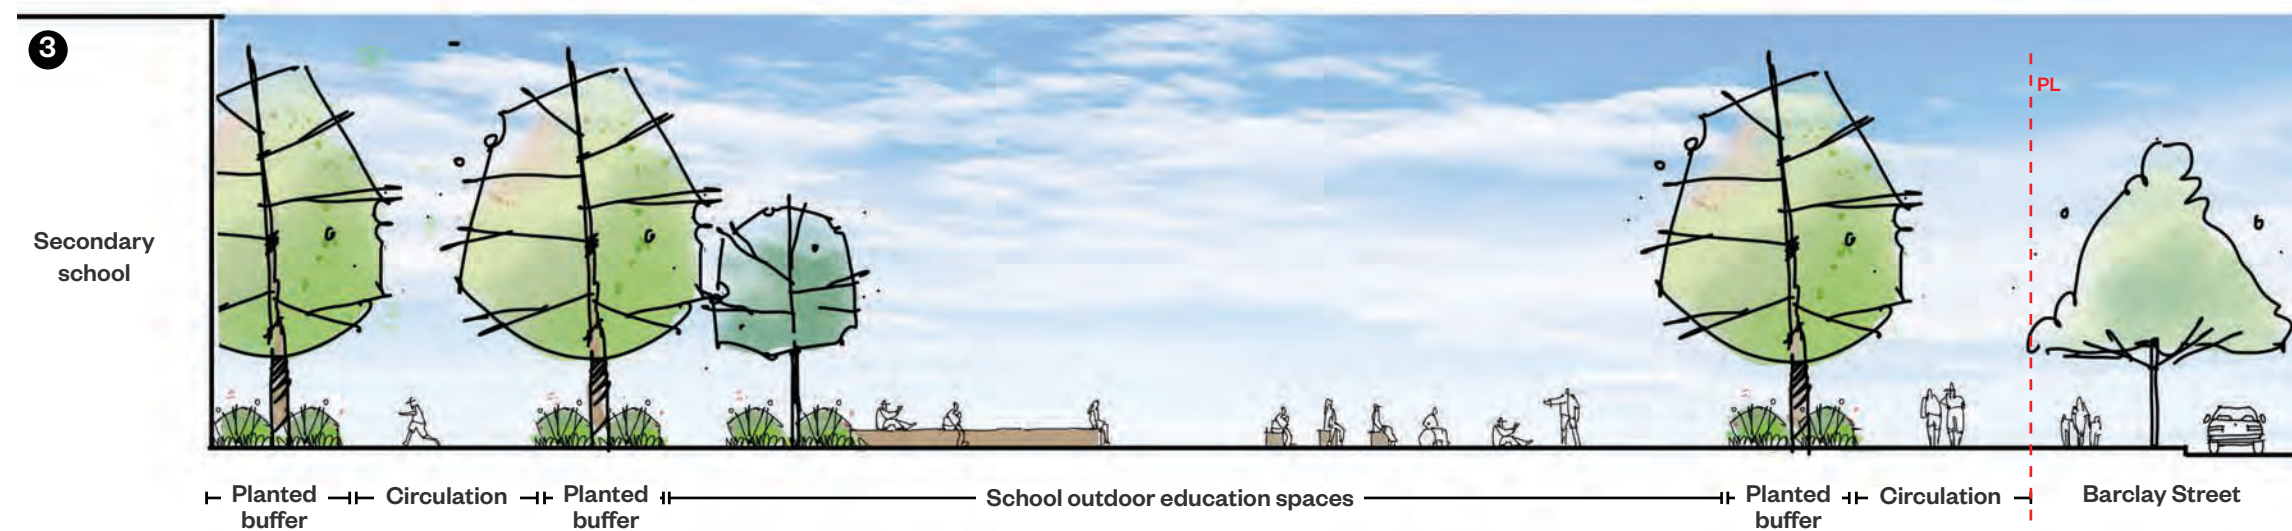 3
PL
Secondary
school
Planted
buffer
Circulation
Planted
buffer
School outdoor education spaces
Planted
buffer
Circulation
Barclay Street